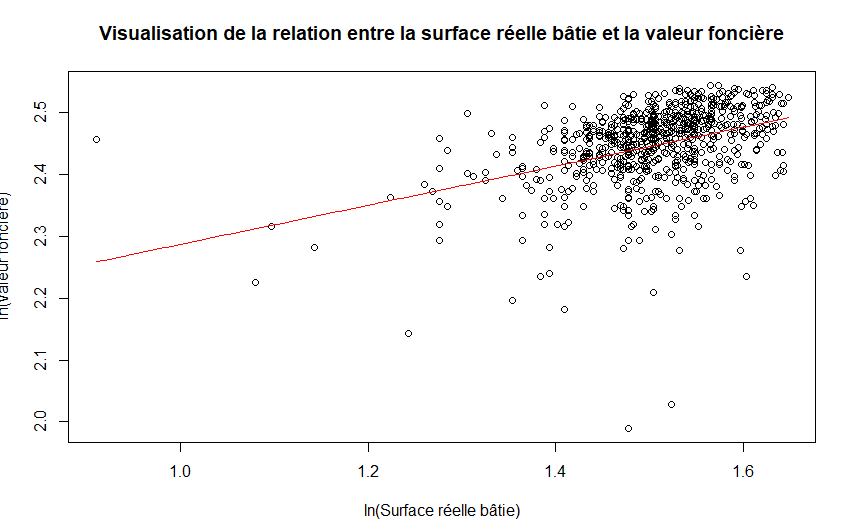 Visualisation de la relation entre la surface réelle bâtie et la valeur foncière
ln(Valeur foncière)
2.5
2.4
2.3
2.2
2.1
2.0
1.0 1.2 1.4 1.6
ln(Surface réelle bâtie)